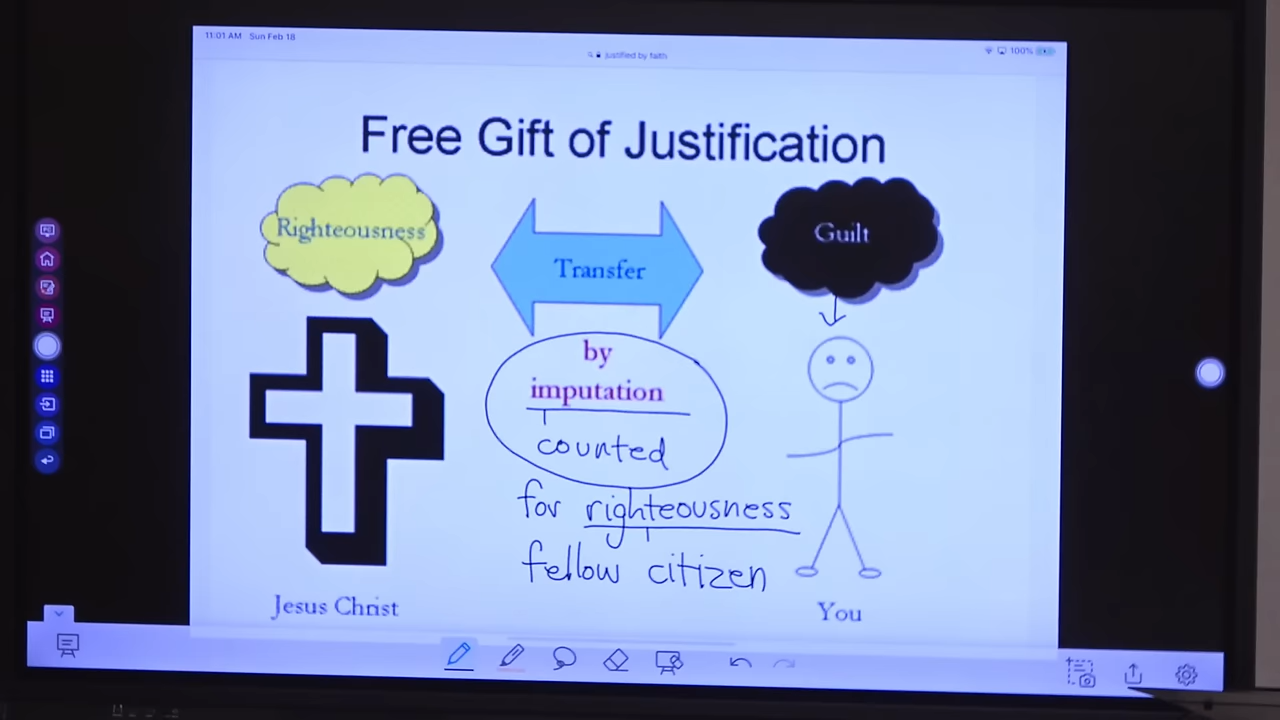 11:01 AM Sun Feb 18
justified by faith
100%
Free Gift of Justification
Righteousness
Transfer
Guilt
by
imputation
counted
for righteousness
fellow citizen
Jesus Christ
You